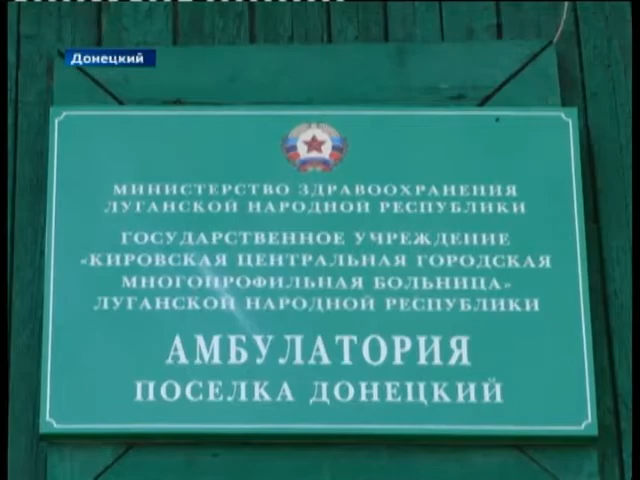 Донецкий
МИНИСТЕРСТВО ЗДРАВООХРАНЕНИЯ
ЛУГАНСКОЙ НАРОДНОЙ РЕСПУБЛИКИ
ГОСУДАРСТВЕННОЕ УЧРЕЖДЕНИЕ
«КИРОВСКАЯ ЦЕНТРАЛЬНАЯ ГОРОДСКАЯ
МНОГОПРОФИЛЬНАЯ БОЛЬНИЦА»
ЛУГАНСКОЙ НАРОДНОЙ РЕСПУБЛИКИ
АМБУЛАТОРИЯ
ПОСЕЛКА ДОНЕЦКИЙ